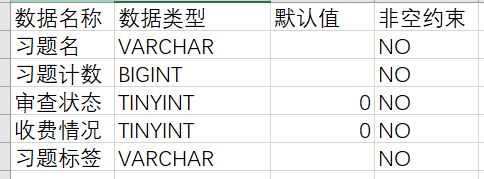 数据名称 数据类型 默认值 非空约束
习题名 VARCHAR NO
习题计数 BIGINT NO
审查状态 TINYINT 0 NO
收费情况 TINYINT 0 NO
习题标签 VARCHAR NO